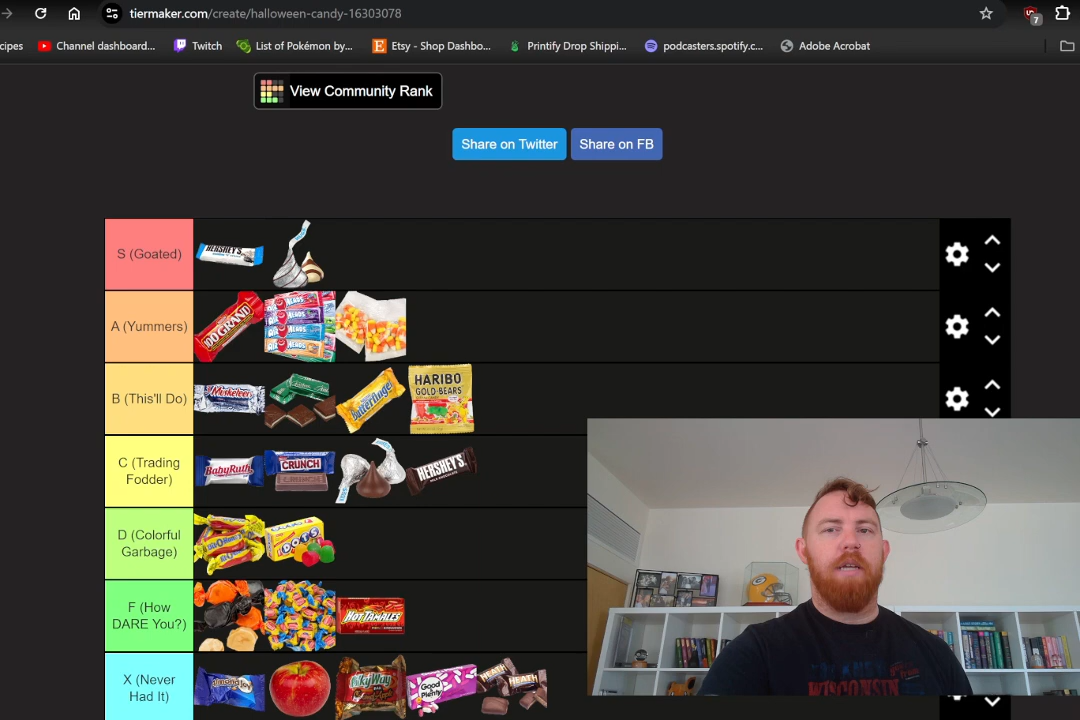 tiermaker.com/create/halloween-candy-16303078
7
cipes
Channel dashboard...
Twitch
List of Pokémon by...
Etsy - Shop Dashbo...
Printify Drop Shippi...
podcasters.spotify.c...
Adobe Acrobat
View Community Rank
Share on Twitter
Share on FB
S (Goated)
HERSHEY'S
A (Yummers)
100 GRAND
AIRHEADS
B (This'll Do)
Musketeers
Butterfinger
HARIBO
GOLD-BEARS
C (Trading
Fodder)
BabyRuth
CRUNCH
HERSHEY'S
D (Colorful
Garbage)
DOTS
F (How
DARE You?)
HOT TAMALES
X (Never
Had It)
almond Joy
MilkyWay
Good
Plenty
HEATH
HEATH
WISCONSIN